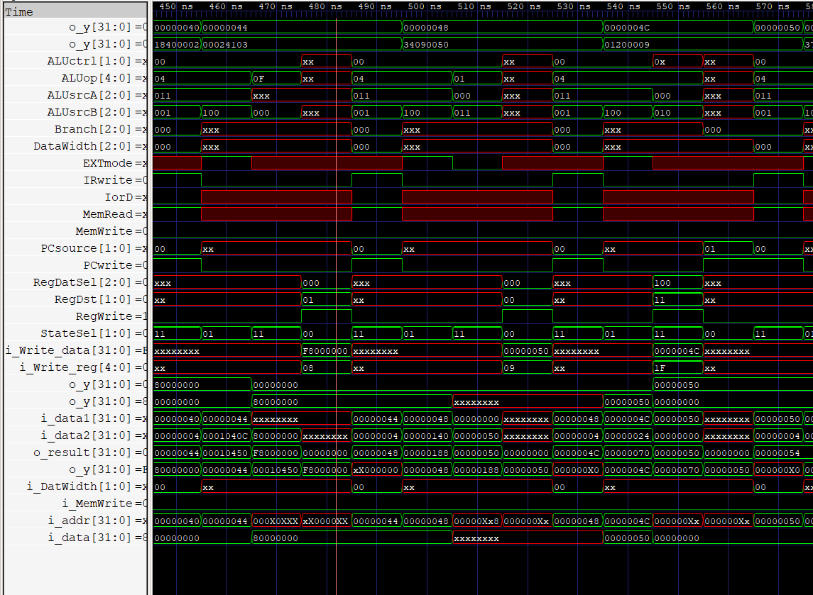 Time 450 ns 460 ns 470 ns 480 ns 490 ns 500 ns 510 ns 520 ns 530 ns 540 ns 550 ns 560 ns 570 ns 58
o_y[31:0]=0 00000040 00000044 00000048 0000004C 00000050 00
o_y[31:0]=0 18400002 00024103 34090050 01200009 37
ALUctrl[1:0]=x 00 xx 00 xx 00 0x xx 00
ALUop[4:0]=x 04 0F xx 04 01 xx 04 xx 04
ALUsrcA[2:0]=x 011 xxx 011 000 xxx 011 000 xxx 011
ALUsrcB[2:0]=x 001 100 000 xxx 001 100 011 xxx 001 100 010 xxx 001 10
Branch[2:0]=x 000 xxx 000 xxx 000 xxx 000 x
DataWidth[2:0]=x 000 xxx 000 xxx 000 xxx 000 x
EXTmode=x
IRwrite=0
IorD=x
MemRead=x
MemWrite=0
PCsource[1:0]=x 00 xx 00 xx 00 xx 01 00 x
PCwrite=0
RegDatSel[2:0]=0 xxx 000 xxx 000 xxx 100 xxx
RegDst[1:0]=0 xx 01 xx 00 xx 11 xx
RegWrite=1
StateSel[1:0]=0 11 01 11 00 11 01 11 00 11 01 11 00 11 01
i_Write_data[31:0]=F xxxxxxxx F8000000 xxxxxxxx 00000050 xxxxxxxx 0000004C xxxxxxxx
i_Write_reg[4:0]=0 xx 08 xx 09 xx 1F xx
o_y[31:0]=0 80000000 00000000 00000050
o_y[31:0]=8 00000000 80000000 xxxxxxxx 00000050 00000000
i_data1[31:0]=x 00000040 00000044 xxxxxxxx 00000044 00000048 00000000 xxxxxxxx 00000048 0000004C 00000050 xxxxxxxx 00000050 00
i_data2[31:0]=x 00000004 0001040C 80000000 xxxxxxxx 00000004 00000140 00000050 xxxxxxxx 00000004 00000024 00000000 xxxxxxxx 00000004 00
o_result[31:0]=0 00000044 00010450 F8000000 00000000 00000048 00000188 00000050 00000000 0000004C 00000070 00000050 00000000 00000054
o_y[31:0]=F 80000000 00000044 00010450 F8000000 xX000000 00000048 00000188 00000050 000000X0 0000004C 00000070 00000050 000000X0 00
i_DatWidth[1:0]=x 00 xx 00 xx 00 xx 00 x
i_MemWrite=0
i_addr[31:0]=x 00000040 00000044 000X0XXX xX0000XX 00000044 00000048 00000Xx8 000000Xx 00000048 0000004C 000000Xx 000000Xx 00000050 00
i_data[31:0]=8 00000000 80000000 xxxxxxxx 00000050 00000000